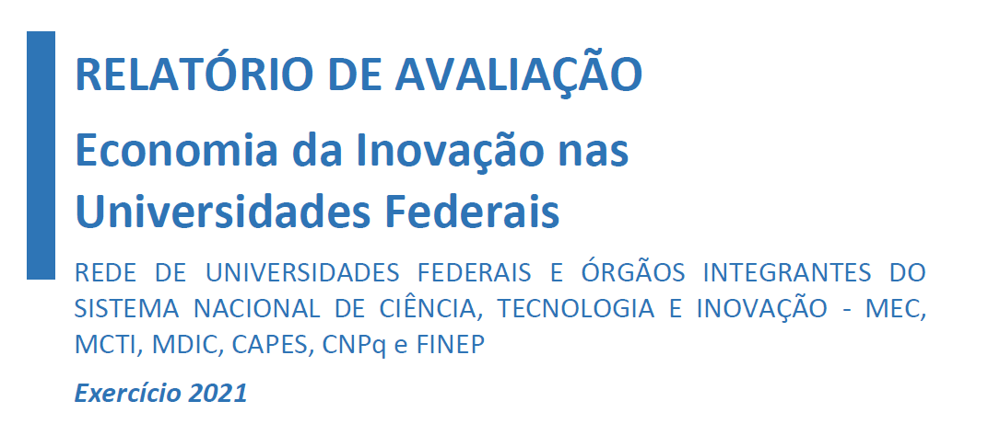 RELATÓRIO DE AVALIAÇÃO
Economia da Inovação nas
Universidades Federais
REDE DE UNIVERSIDADES FEDERAIS E ÓRGÃOS INTEGRANTES DO
SISTEMA NACIONAL DE CIÊNCIA, TECNOLOGIA E INOVAÇÃO - MEC,
MCTI, MDIC, CAPES, CNPq e FINEP
Exercício 2021